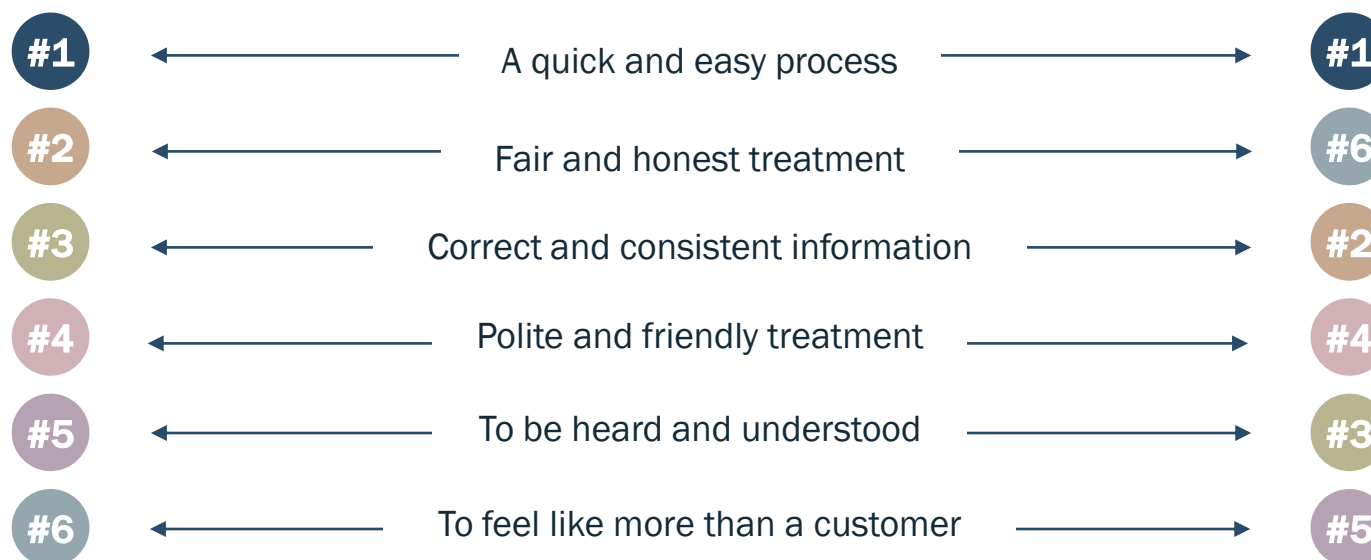 #1 A quick and easy process #1
#2 Fair and honest treatment #6
#3 Correct and consistent information #2
#4 Polite and friendly treatment #4
#5 To be heard and understood #3
#6 To feel like more than a customer #5